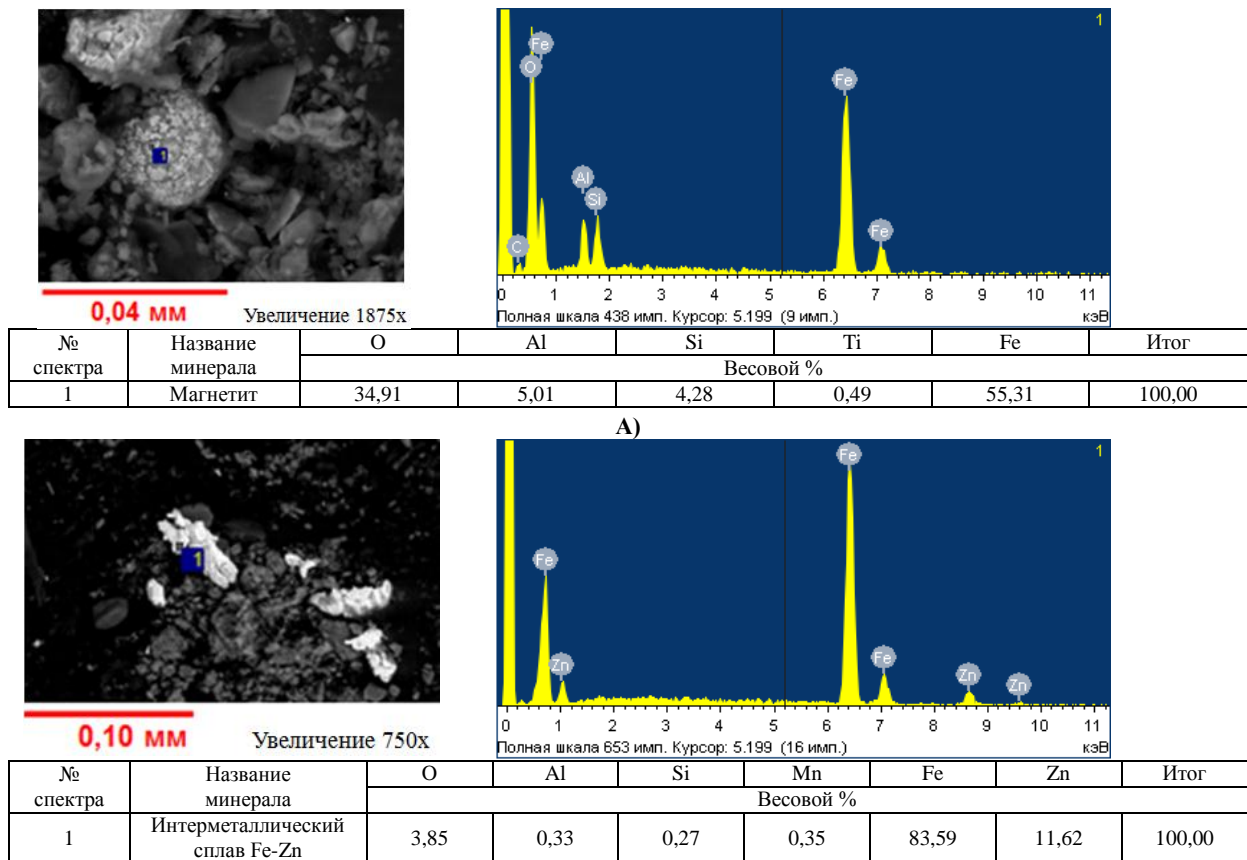 1
1
Fe
O
Fe
Al
Si
C
Fe
0 1 2 3 4 5 6 7 8 9 10 11
Полная шкала 438 имп. Курсор: 5.199 (9 имп.) кэВ
0,04 мм Увеличение 1875х
№ спектра Название минерала O Al Si Ti Fe Итог
Весовой %
1 Магнетит 34,91 5,01 4,28 0,49 55,31 100,00
А)
1
1
Fe
Fe
Zn
Fe
Zn
Zn
0 1 2 3 4 5 6 7 8 9 10 11
Полная шкала 653 имп. Курсор: 5.199 (16 имп.) кэВ
0,10 мм Увеличение 750х
№ спектра Название минерала O Al Si Mn Fe Zn Итог
Весовой %
1 Интерметаллический сплав Fe-Zn 3,85 0,33 0,27 0,35 83,59 11,62 100,00